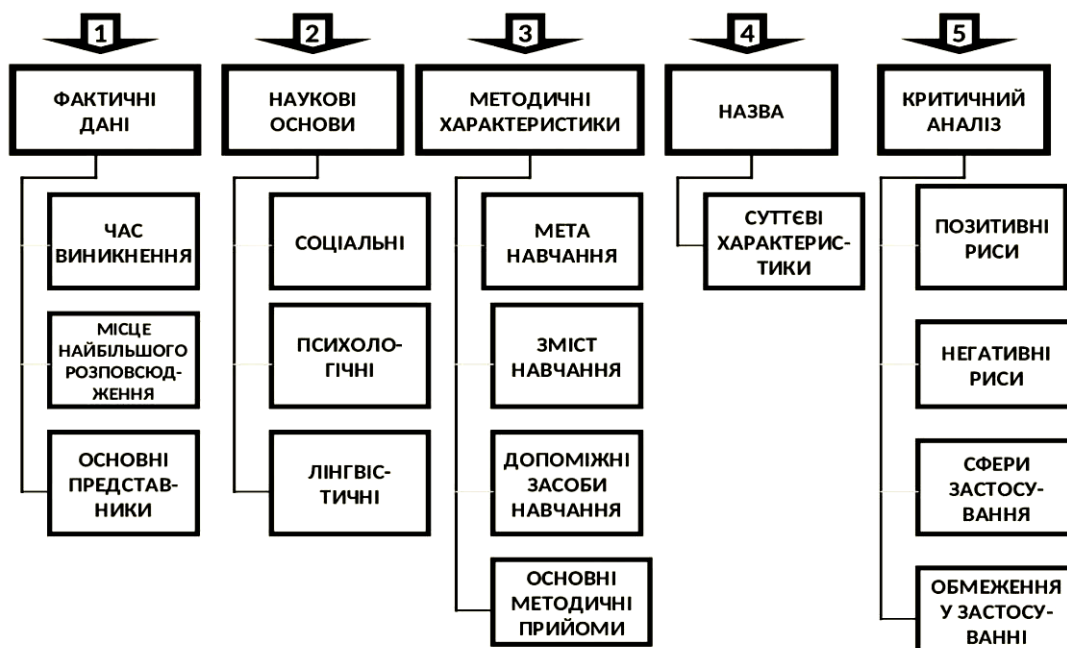 1
ФАКТИЧНІ
ДАНІ
ЧАС
ВИНИКНЕННЯ
МІСЦЕ
НАЙБІЛЬШОГО
РОЗПОВСЮД-
ЖЕННЯ
ОСНОВНІ
ПРЕДСТАВ-
НИКИ
2
НАУКОВІ
ОСНОВИ
СОЦІАЛЬНІ
ПСИХОЛО-
ГІЧНІ
ЛІНГВІС-
ТИЧНІ
3
МЕТОДИЧНІ
ХАРАКТЕРИСТИКИ
МЕТА
НАВЧАННЯ
ЗМІСТ
НАВЧАННЯ
ДОПОМІЖНІ
ЗАСОБИ
НАВЧАННЯ
ОСНОВНІ
МЕТОДИЧНІ
ПРИЙОМИ
4
НАЗВА
СУТТЄВІ
ХАРАКТЕРИС-
ТИКИ
5
КРИТИЧНИЙ
АНАЛІЗ
ПОЗИТИВНІ
РИСИ
НЕГАТИВНІ
РИСИ
СФЕРИ
ЗАСТОСУ-
ВАННЯ
ОБМЕЖЕННЯ
У ЗАСТОСУ-
ВАННІ